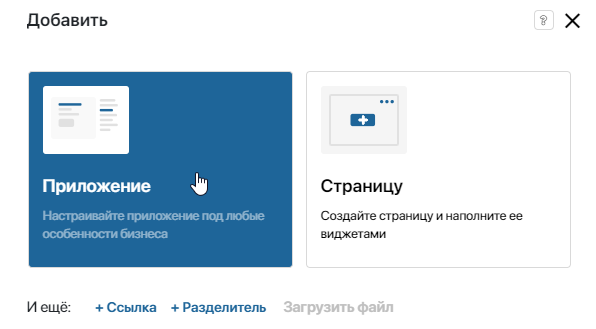 Добавить
?
Приложение
Настраивайте приложение под любые
особенности бизнеса
Страницу
Создайте страницу и наполните ее
виджетами
И ещё: + Ссылка + Разделитель Загрузить файл